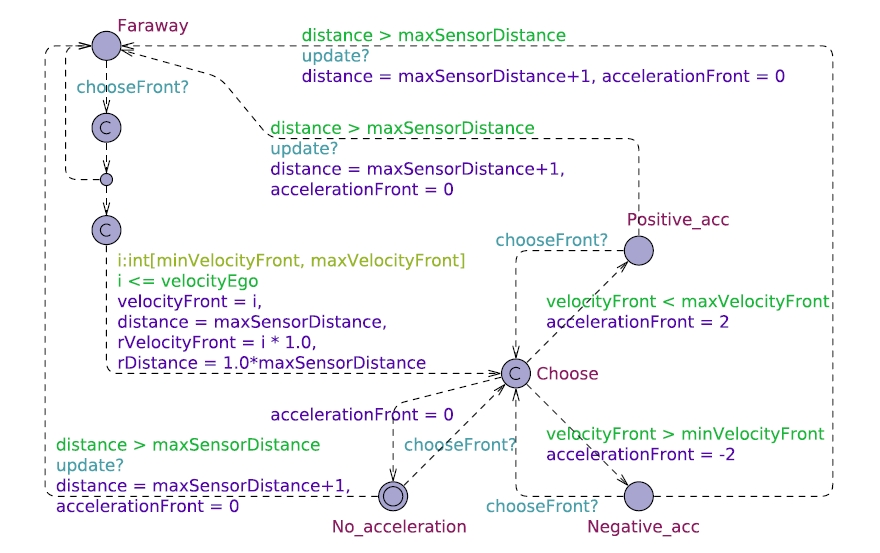 Faraway
distance > maxSensorDistance
update?
distance = maxSensorDistance+1, accelerationFront = 0
chooseFront?
C
distance > maxSensorDistance
update?
distance = maxSensorDistance+1,
accelerationFront = 0
C
Positive_acc
chooseFront?
i:int[minVelocityFront, maxVelocityFront]
i <= velocityEgo
velocityFront = i,
distance = maxSensorDistance,
rVelocityFront = i * 1.0,
rDistance = 1.0*maxSensorDistance
velocityFront < maxVelocityFront
accelerationFront = 2
C
Choose
accelerationFront = 0
chooseFront?
velocityFront > minVelocityFront
accelerationFront = -2
distance > maxSensorDistance
update?
distance = maxSensorDistance+1,
accelerationFront = 0
chooseFront?
No_acceleration
Negative_acc